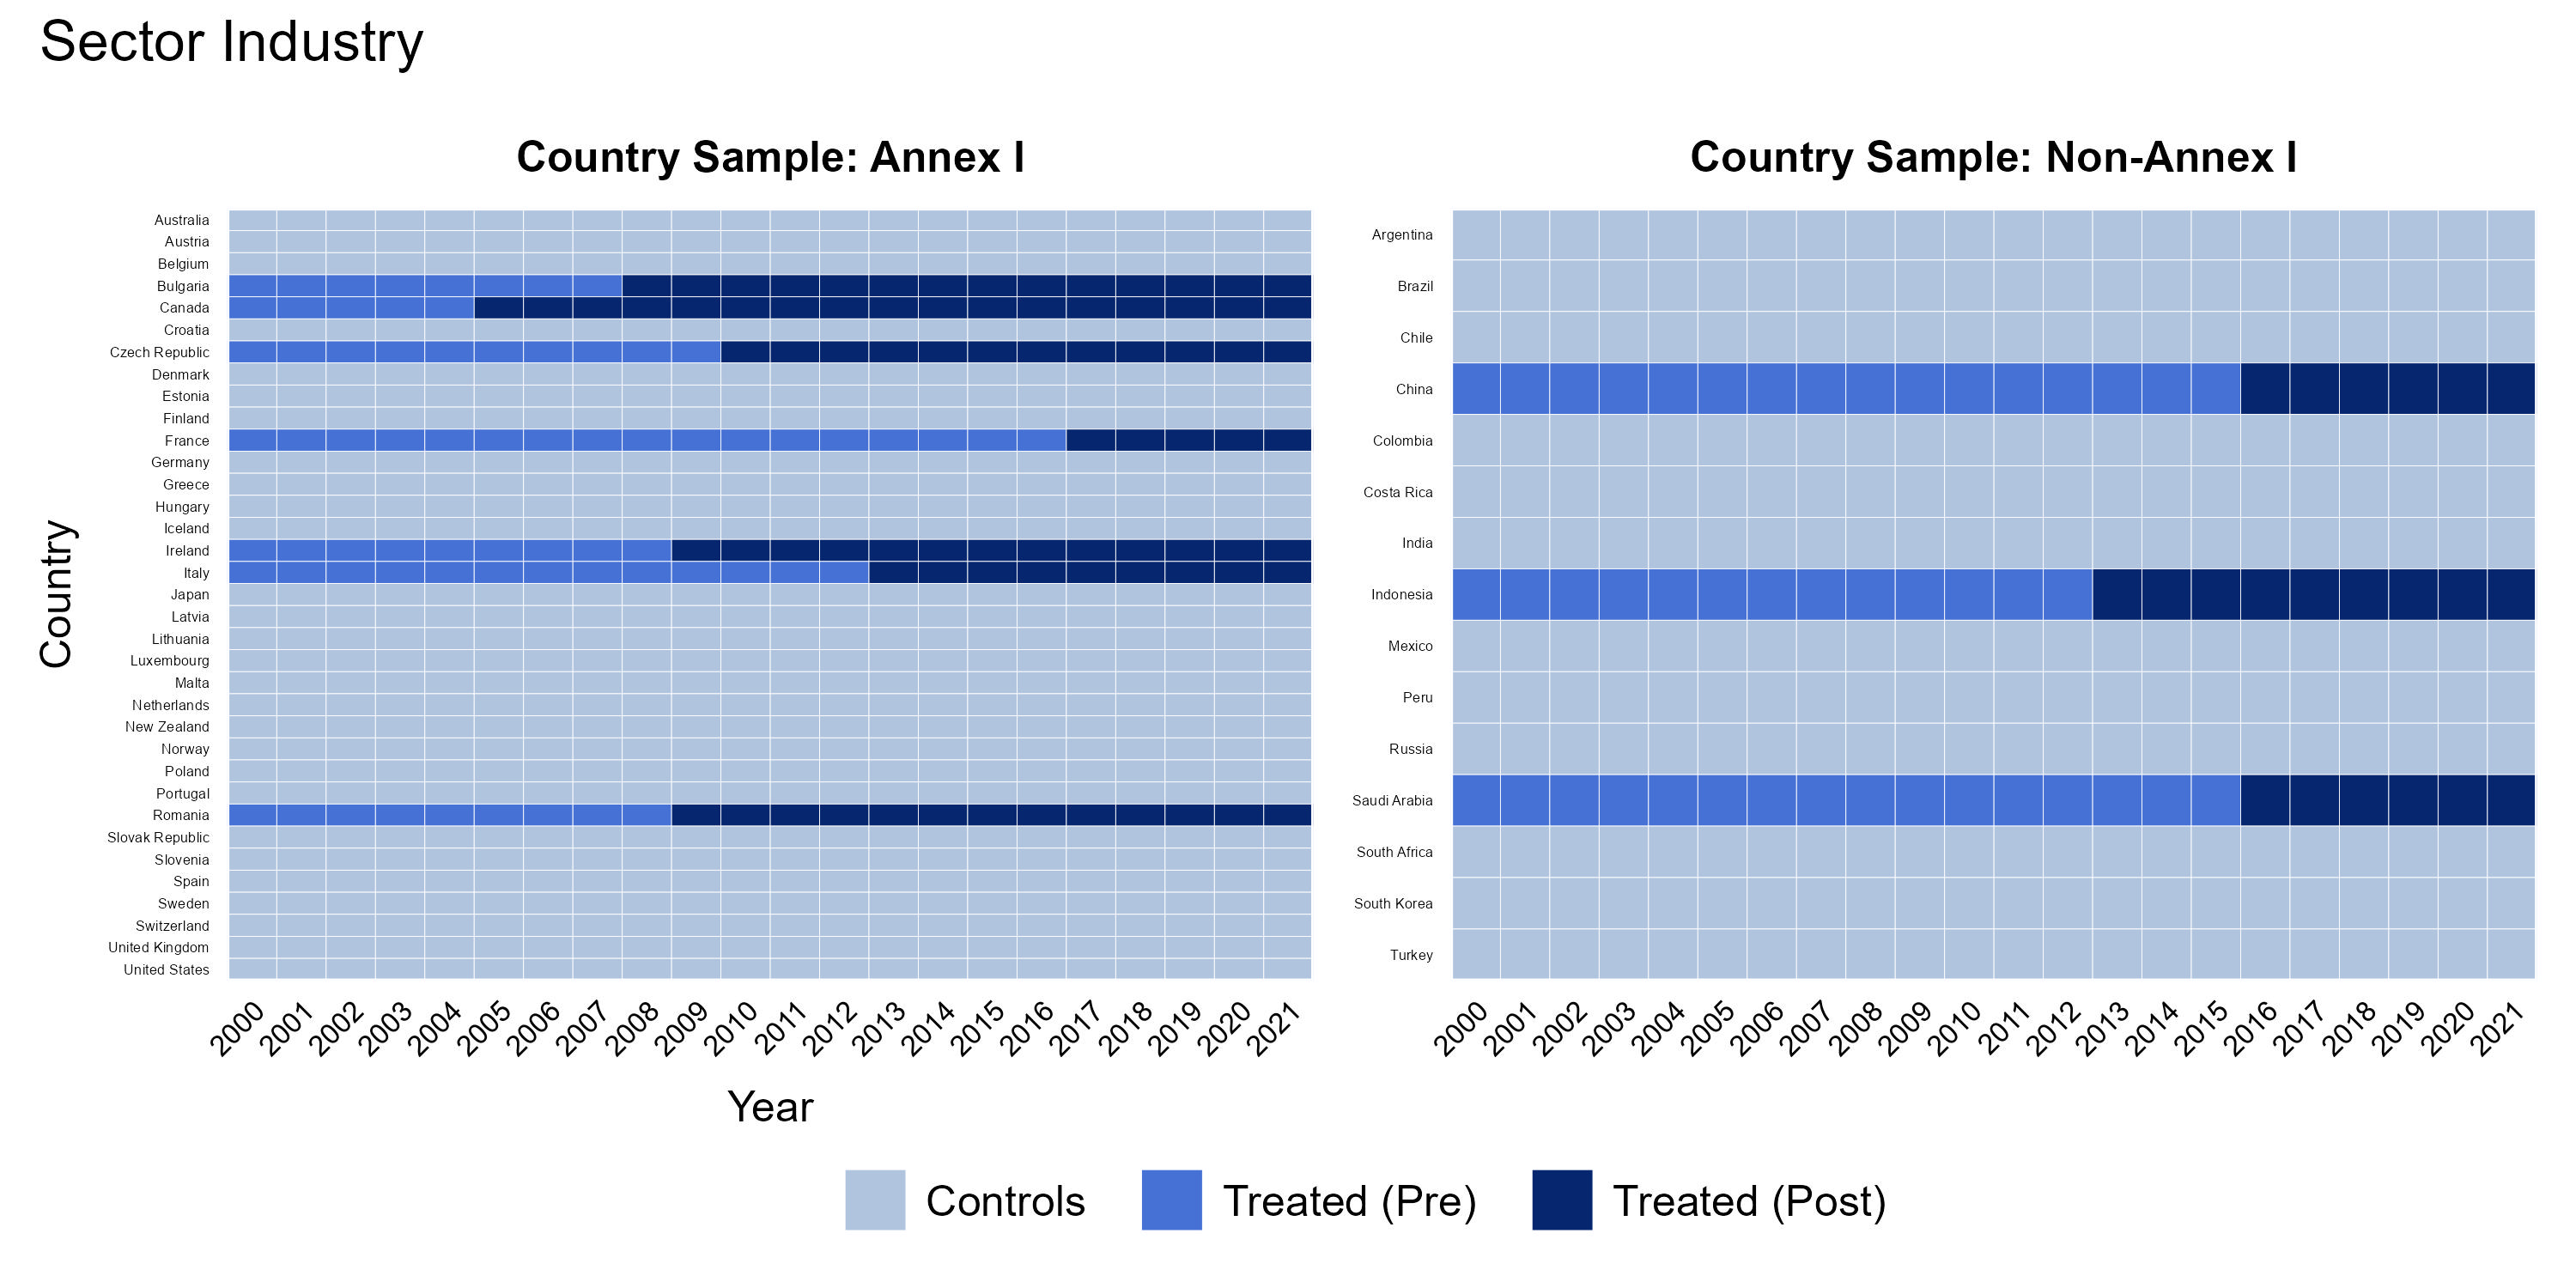 Sector Industry
Country Sample: Annex I
Country Sample: Non-Annex I
Country
Australia
Austria
Belgium
Bulgaria
Canada
Croatia
Czech Republic
Denmark
Estonia
Finland
France
Germany
Greece
Hungary
Iceland
Ireland
Italy
Japan
Latvia
Lithuania
Luxembourg
Malta
Netherlands
New Zealand
Norway
Poland
Portugal
Romania
Slovak Republic
Slovenia
Spain
Sweden
Switzerland
United Kingdom
United States
2000 2001 2002 2003 2004 2005 2006 2007 2008 2009 2010 2011 2012 2013 2014 2015 2016 2017 2018 2019 2020 2021
Argentina
Brazil
Chile
China
Colombia
Costa Rica
India
Indonesia
Mexico
Peru
Russia
Saudi Arabia
South Africa
South Korea
Turkey
2000 2001 2002 2003 2004 2005 2006 2007 2008 2009 2010 2011 2012 2013 2014 2015 2016 2017 2018 2019 2020 2021
Year
Controls Treated (Pre) Treated (Post)